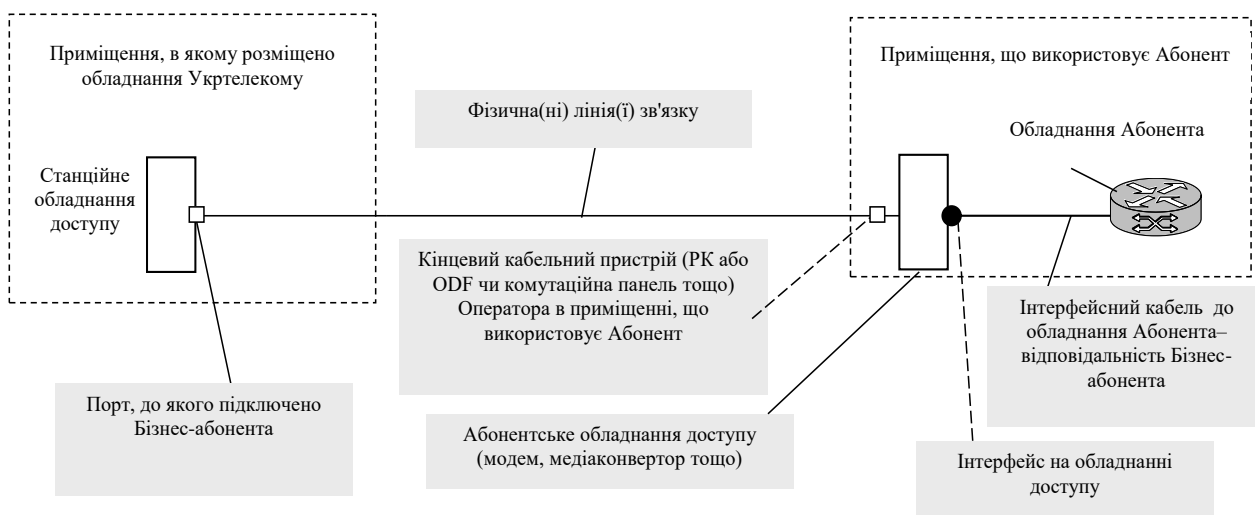 Приміщення, в якому розміщено
обладнання Укртелекому
Приміщення, що використовує Абонент
Фізична(ні) лінія(ї) зв'язку
Обладнання Абонента
Станційне
обладнання
доступу
Кінцевий кабельний пристрій (РК або
ODF чи комутаційна панель тощо)
Оператора в приміщенні, що
використовує Абонент
Інтерфейсний кабель до
обладнання Абонента–
відповідальність Бізнес-
абонента
Порт, до якого підключено
Бізнес-абонента
Абонентське обладнання доступу
(модем, медіаконвертор тощо)
Інтерфейс на обладнанні
доступу